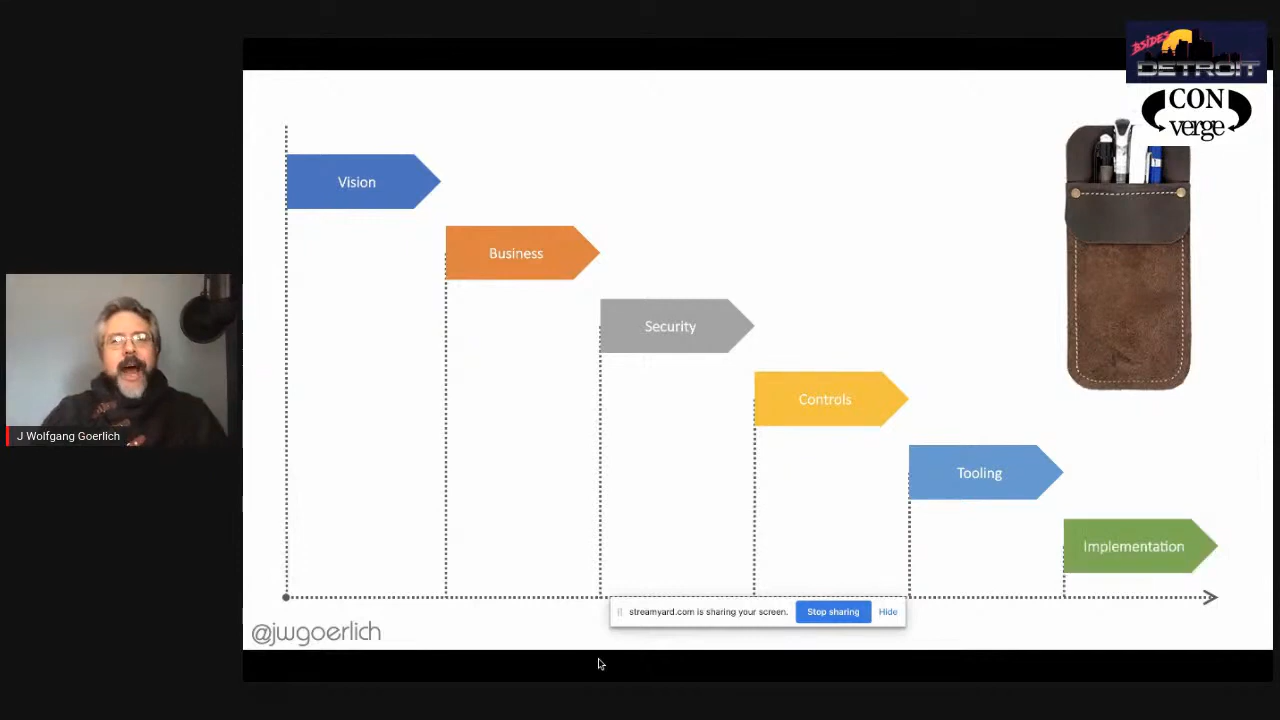 BSIDES
DETROIT
CON
verge
Vision
Business
Security
Controls
Tooling
Implementation
J Wolfgang Goerlich
streamyard.com is sharing your screen.
Stop sharing
Hide
@jwgoerlich